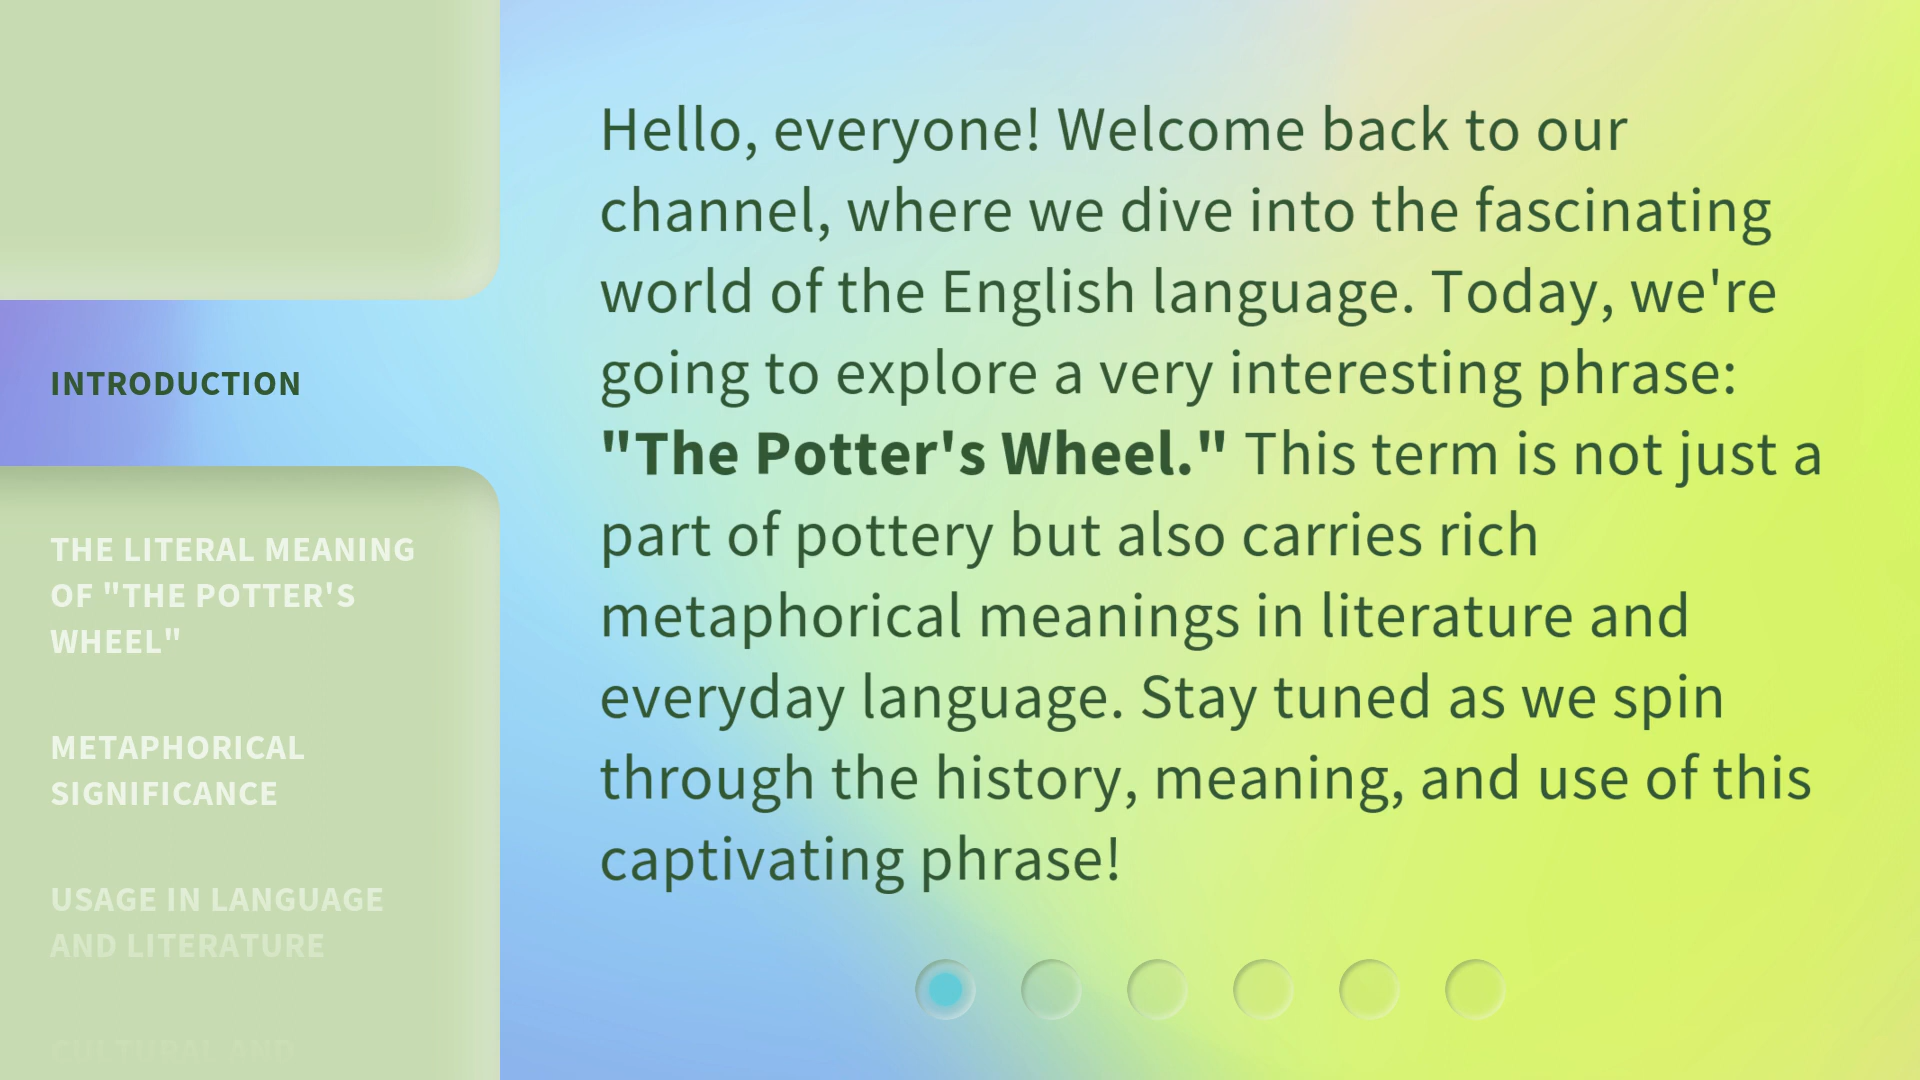 INTRODUCTION
THE LITERAL MEANING
OF "THE POTTER'S
WHEEL"
METAPHORICAL
SIGNIFICANCE
USAGE IN LANGUAGE
AND LITERATURE
CULTURAL AND
Hello, everyone! Welcome back to our
channel, where we dive into the fascinating
world of the English language. Today, we're
going to explore a very interesting phrase:
"The Potter's Wheel." This term is not just a
part of pottery but also carries rich
metaphorical meanings in literature and
everyday language. Stay tuned as we spin
through the history, meaning, and use of this
captivating phrase!